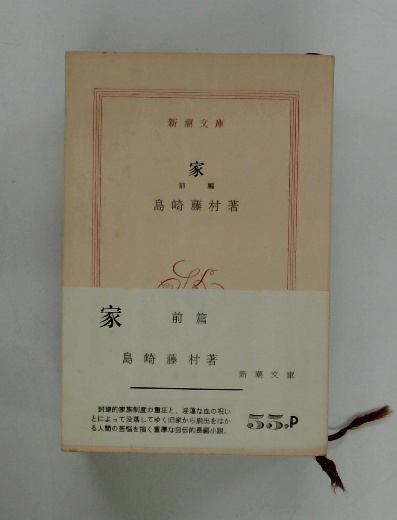 新潮文庫
家
前篇
島崎藤村著
家 前篇
島崎藤村著
新潮文庫
封建的家族制度の重圧と、淫蕩な血の呪い
とによって没落してゆく旧家から脱出をはか
る人間の苦悩を描く重厚な自伝的長編小説。
55.P